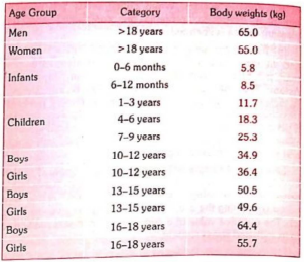 Age Group Category Body weights (kg)
Men >18 years 65.0
Women >18 years 55.0
Infants
0–6 months 5.8
6–12 months 8.5
Children
1–3 years 11.7
4–6 years 18.3
7–9 years 25.3
Boys 10–12 years 34.9
Girls 10–12 years 36.4
Boys 13–15 years 50.5
Girls 13–15 years 49.6
Boys 16–18 years 64.4
Girls 16–18 years 55.7